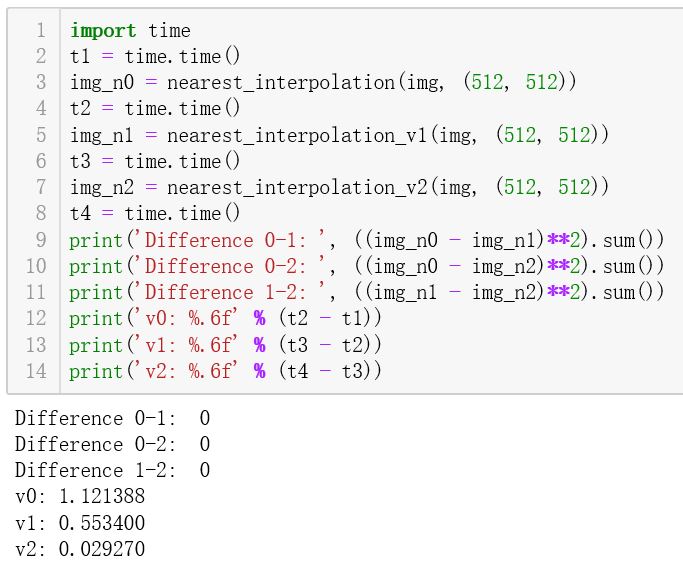 1 import time
2 t1 = time.time()
3 img_n0 = nearest_interpolation(img, (512, 512))
4 t2 = time.time()
5 img_n1 = nearest_interpolation_v1(img, (512, 512))
6 t3 = time.time()
7 img_n2 = nearest_interpolation_v2(img, (512, 512))
8 t4 = time.time()
9 print('Difference 0-1: ', ((img_n0 - img_n1)**2).sum())
10 print('Difference 0-2: ', ((img_n0 - img_n2)**2).sum())
11 print('Difference 1-2: ', ((img_n1 - img_n2)**2).sum())
12 print('v0: %.6f' % (t2 - t1))
13 print('v1: %.6f' % (t3 - t2))
14 print('v2: %.6f' % (t4 - t3))
Difference 0-1:  0
Difference 0-2:  0
Difference 1-2:  0
v0: 1.121388
v1: 0.553400
v2: 0.029270